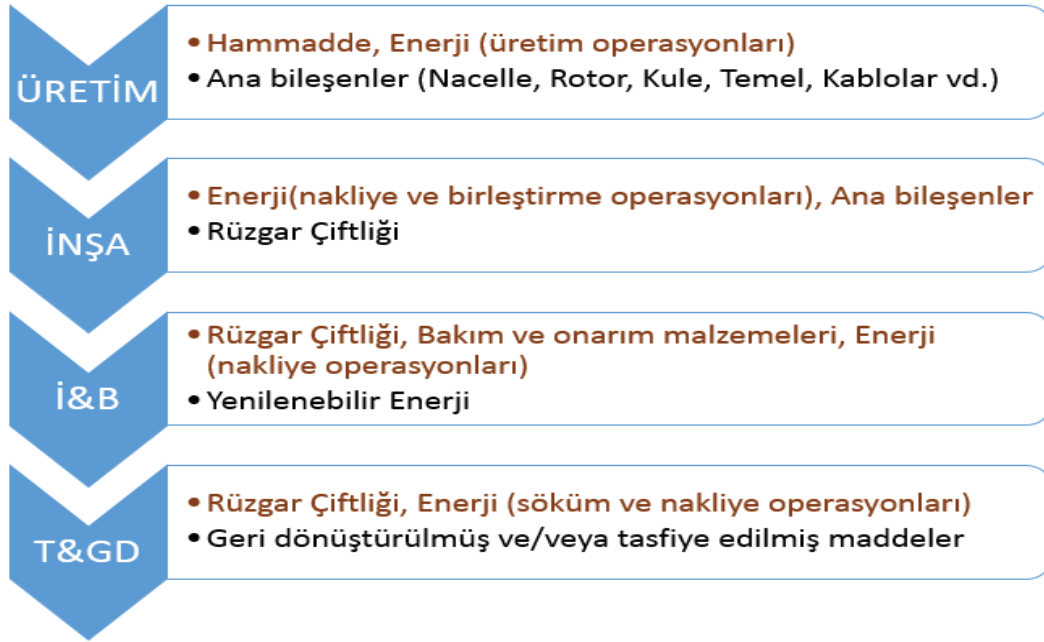 ÜRETİM
• Hammadde, Enerji (üretim operasyonları)
• Ana bileşenler (Nacelle, Rotor, Kule, Temel, Kablolar vd.)
İNŞA
• Enerji(nakliye ve birleştirme operasyonları), Ana bileşenler
• Rüzgar Çiftliği
İ&B
• Rüzgar Çiftliği, Bakım ve onarım malzemeleri, Enerji
(nakliye operasyonları)
• Yenilenebilir Enerji
T&GD
• Rüzgar Çiftliği, Enerji (söküm ve nakliye operasyonları)
• Geri dönüştürülmüş ve/veya tasfiye edilmiş maddeler